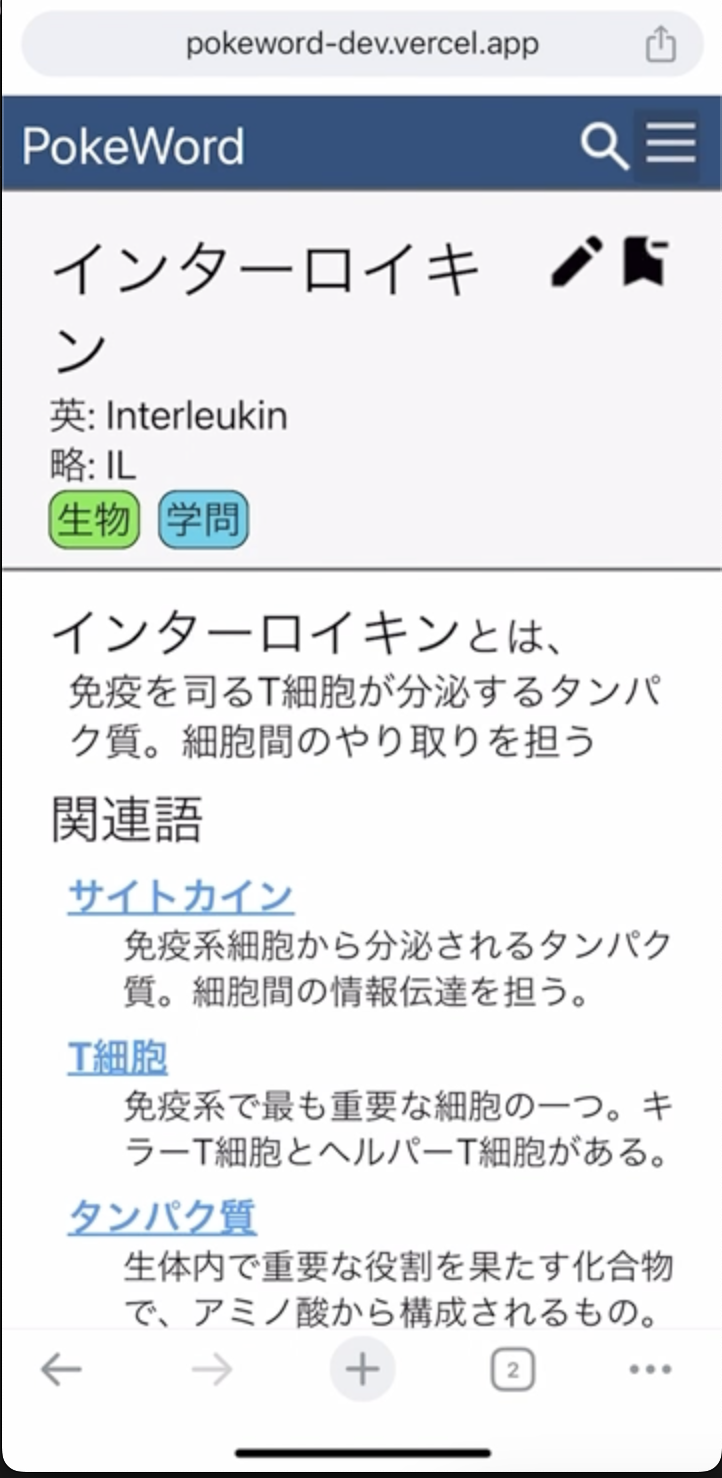 pokeword-dev.vercel.app
PokeWord
インターロイキ
ン
英: Interleukin
略: IL
生物 学問
インターロイキンとは、
免疫を司るT細胞が分泌するタンパ
ク質。細胞間のやり取りを担う
関連語
サイトカイン
免疫系細胞から分泌されるタンパク
質。細胞間の情報伝達を担う。
T細胞
免疫系で最も重要な細胞の一つ。キ
ラーT細胞とヘルパーT細胞がある。
タンパク質
生体内で重要な役割を果たす化合物
で、アミノ酸から構成されるもの。
2